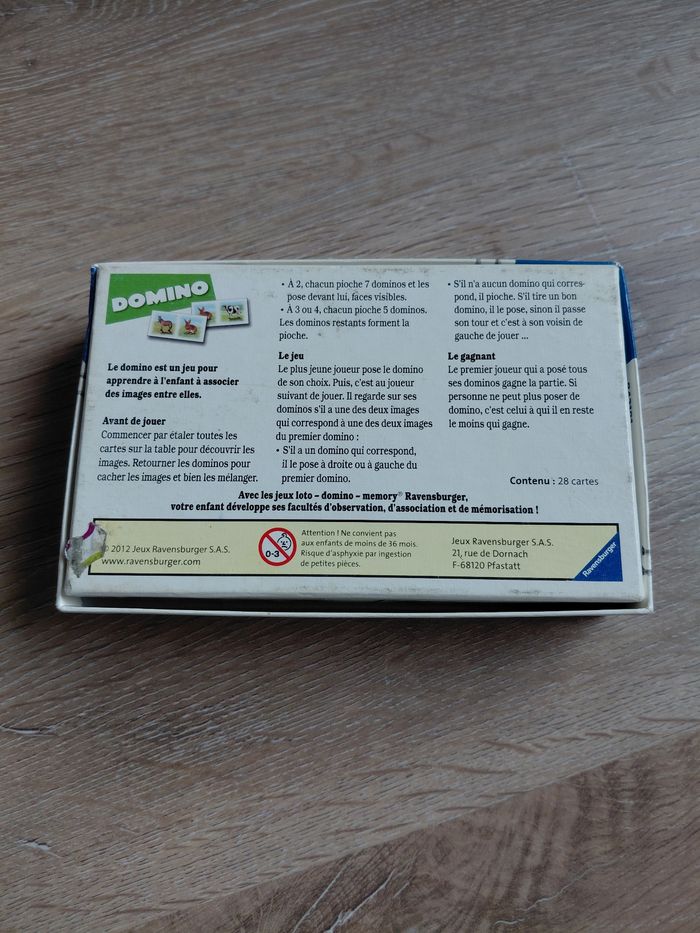 DOMINO
Le domino est un jeu pour
apprendre à l'enfant à associer
des images entre elles.
Avant de jouer
Commencer par étaler toutes les
cartes sur la table pour découvrir les
images. Retourner les dominos pour
cacher les images et bien les mélanger.
• À 2, chacun pioche 7 dominos et les
pose devant lui, faces visibles.
• À 3 ou 4, chacun pioche 5 dominos.
Les dominos restants forment la
pioche.
Le jeu
Le plus jeune joueur pose le domino
de son choix. Puis, c'est au joueur
suivant de jouer. Il regarde sur ses
dominos s'il a une des deux images
qui correspond à une des deux images
du premier domino :
• S'il a un domino qui correspond,
il le pose à droite ou à gauche du
premier domino.
• S'il n'a aucun domino qui corres-
pond, il pioche. S'il tire un bon
domino, il le pose, sinon il passe
son tour et c'est à son voisin de
gauche de jouer ...
Le gagnant
Le premier joueur qui a posé tous
ses dominos gagne la partie. Si
personne ne peut plus poser de
domino, c'est celui à qui il en reste
le moins qui gagne.
Contenu : 28 cartes
Avec les jeux loto – domino – memory® Ravensburger,
votre enfant développe ses facultés d'observation, d'association et de mémorisation !
© 2012 Jeux Ravensburger S.A.S.
www.ravensburger.com
0-3
Attention ! Ne convient pas
aux enfants de moins de 36 mois.
Risque d'asphyxie par ingestion
de petites pièces.
Jeux Ravensburger S.A.S.
21, rue de Dornach
F-68120 Pfastatt
Ravensburger